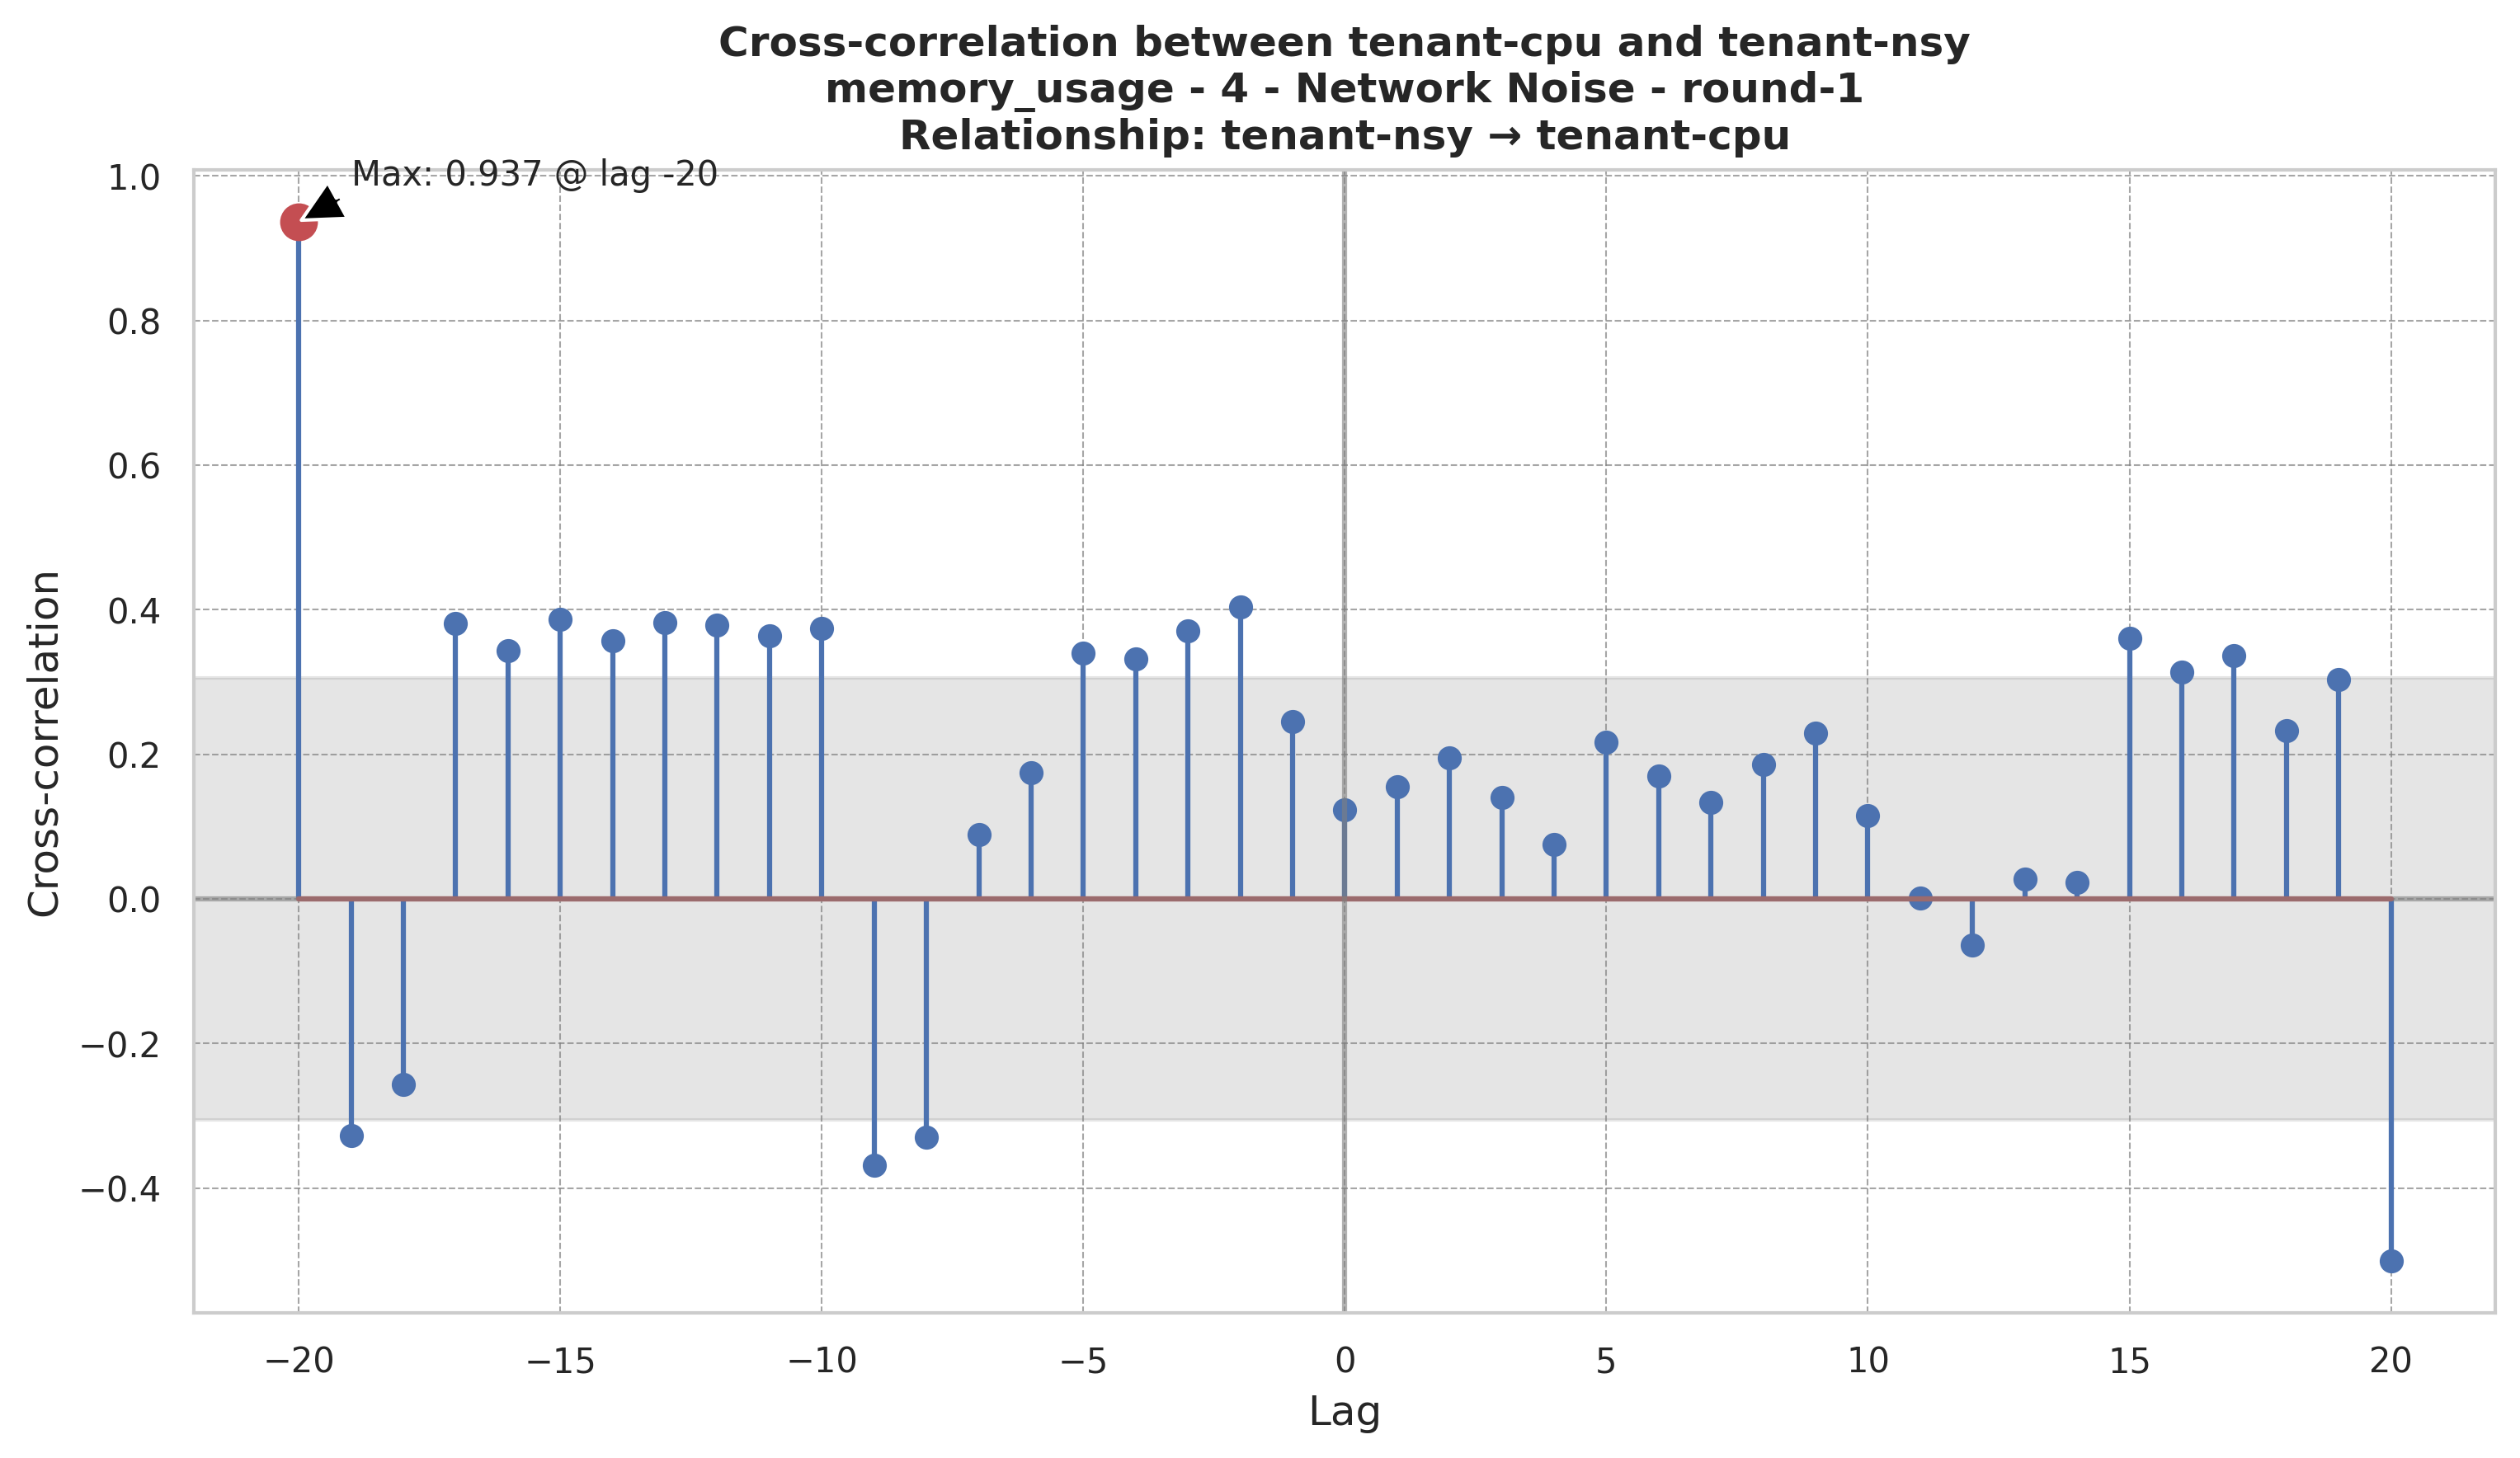 Cross-correlation between tenant-cpu and tenant-nsy
memory_usage - 4 - Network Noise - round-1
Relationship: tenant-nsy → tenant-cpu
Max: 0.937 @ lag -20
1.0
0.8
0.6
0.4
0.2
0.0
−0.2
−0.4
Cross-correlation
−20
−15
−10
−5
0
5
10
15
20
Lag